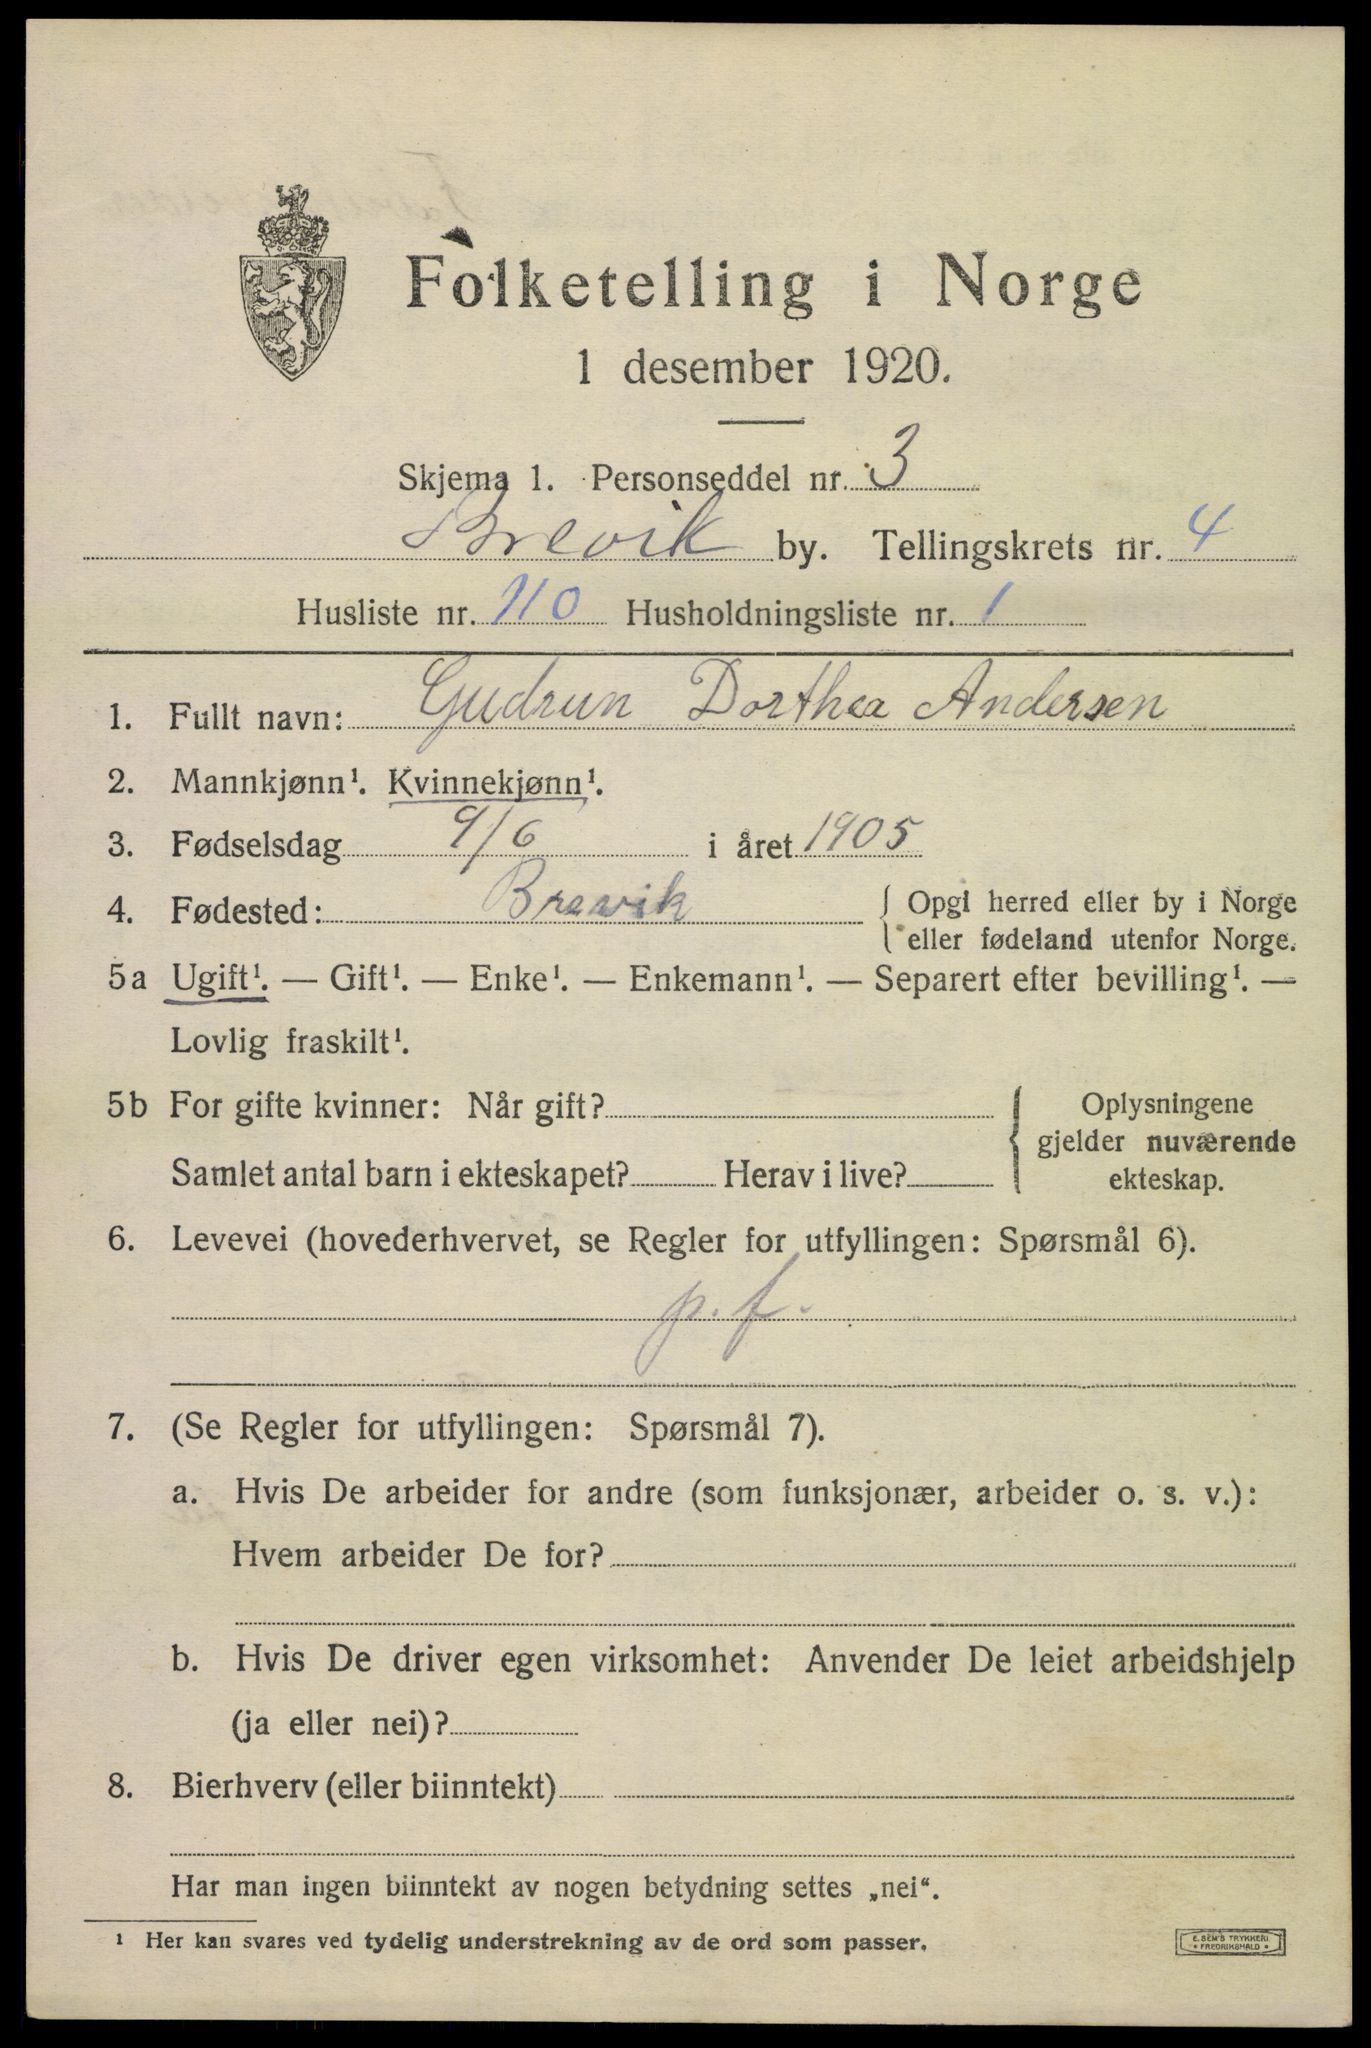 Folketelling i Norge
1 desember 1920.
Skjema 1. Personseddel nr. 3
Brevik by. Tellingskrets nr. 4
Husliste nr. 110 Husholdningsliste nr. 1
1. Fullt navn: Gudrun Dorthea Andersen
2. Mannkjønn¹. Kvinnekjønn¹.
3. Fødselsdag 9/6 i året 1905
4. Fødested: Brevik { Opgi herred eller by i Norge
eller fødeland utenfor Norge.
5a Ugift¹. — Gift¹. — Enke¹. — Enkemann¹. — Separert efter bevilling¹. —
Lovlig fraskilt¹.
5b For gifte kvinner: Når gift? { Oplysningene
gjelder nuværende
Samlet antal barn i ekteskapet? Herav i live? ekteskap.
6. Levevei (hovederhvervet, se Regler for utfyllingen: Spørsmål 6).
p. f.
7. (Se Regler for utfyllingen: Spørsmål 7).
a. Hvis De arbeider for andre (som funksjonær, arbeider o. s. v.):
Hvem arbeider De for?
b. Hvis De driver egen virksomhet: Anvender De leiet arbeidshjelp
(ja eller nei)?
8. Bierhverv (eller biinntekt)
Har man ingen biinntekt av nogen betydning settes „nei“.
¹ Her kan svares ved tydelig understrekning av de ord som passer.
E. SEM'S TRYKKERI
• FREDRIKSHALD •